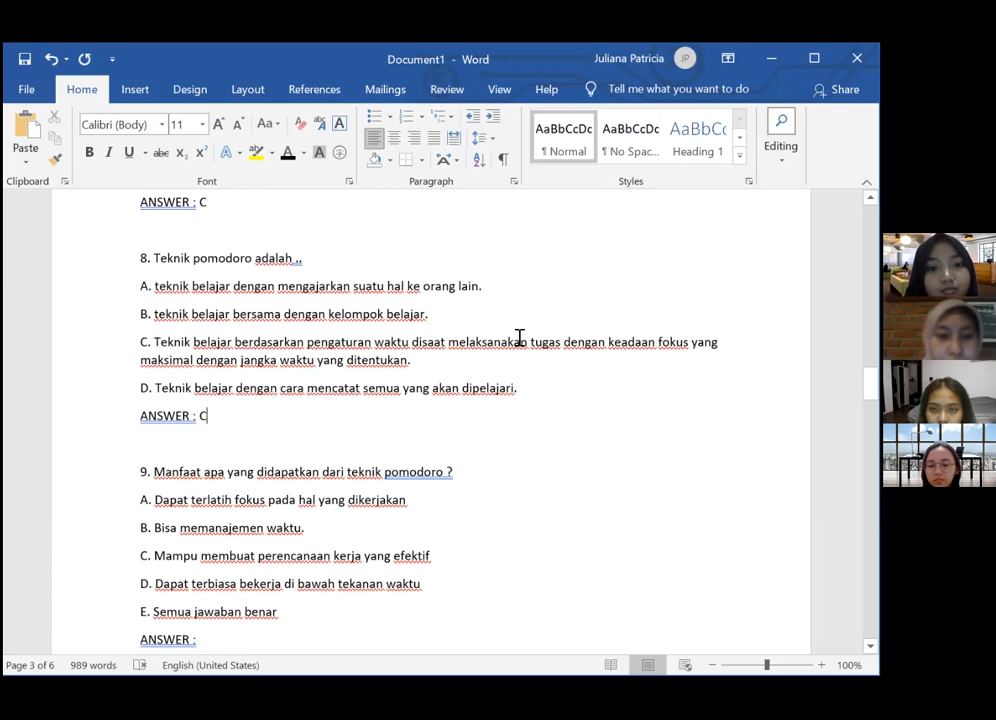 Document1 - Word
Juliana Patricia
JP
File Home Insert Design Layout References Mailings Review View Help Tell me what you want to do Share
Paste
Calibri (Body) 11
AaBbCcDc AaBbCcDc AaBbCc
¶ Normal ¶ No Spac... Heading 1
Editing
Clipboard Font Paragraph Styles
ANSWER : C
8. Teknik pomodoro adalah ..
A. teknik belajar dengan mengajarkan suatu hal ke orang lain.
B. teknik belajar bersama dengan kelompok belajar.
C. Teknik belajar berdasarkan pengaturan waktu disaat melaksanakan tugas dengan keadaan fokus yang
maksimal dengan jangka waktu yang ditentukan.
D. Teknik belajar dengan cara mencatat semua yang akan dipelajari.
ANSWER : C
9. Manfaat apa yang didapatkan dari teknik pomodoro ?
A. Dapat terlatih fokus pada hal yang dikerjakan
B. Bisa memanajemen waktu.
C. Mampu membuat perencanaan kerja yang efektif
D. Dapat terbiasa bekerja di bawah tekanan waktu
E. Semua jawaban benar
ANSWER :
Page 3 of 6 989 words English (United States) 100%